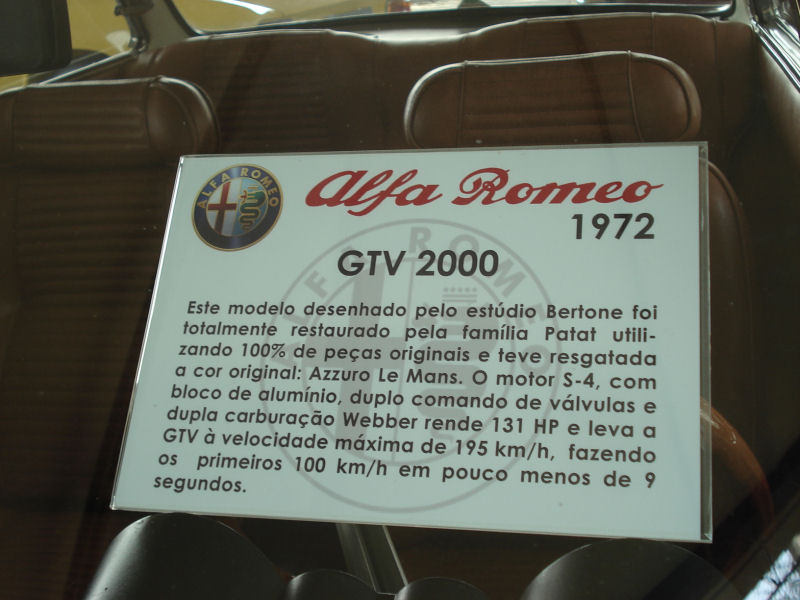 ALFA ROMEO
Alfa Romeo
1972
GTV 2000
ALFA ROMEO
Este modelo desenhado pelo estúdio Bertone foi
totalmente restaurado pela família Patat utili-
zando 100% de peças originais e teve resgatada
a cor original: Azzuro Le Mans. O motor S-4, com
bloco de alumínio, duplo comando de válvulas e
dupla carburação Webber rende 131 HP e leva a
GTV à velocidade máxima de 195 km/h, fazendo
os primeiros 100 km/h em pouco menos de 9
segundos.